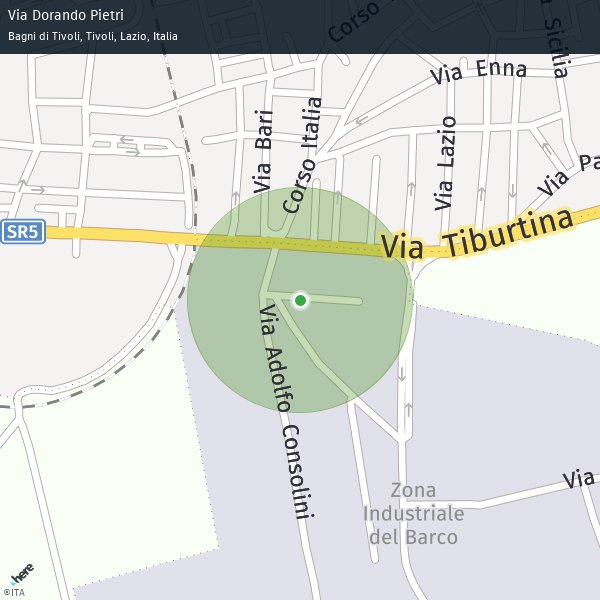 Via Dorando Pietri
Bagni di Tivoli, Tivoli, Lazio, Italia
Corso I
Sicilia
Via Enna
Via Bari
Corso Italia
Via Lazio
Via Pa
SR5
Via Tiburtina
Via Adolfo Consolini
Via
Zona
Industriale
del Barco
here
©ITA